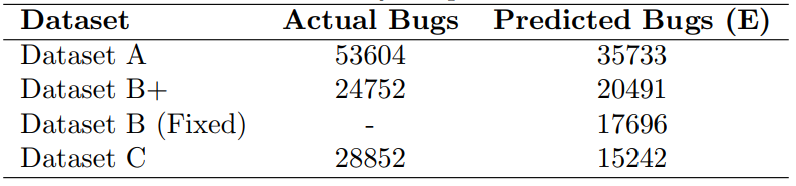 Dataset Actual Bugs Predicted Bugs (E)
Dataset A 53604 35733
Dataset B+ 24752 20491
Dataset B (Fixed) - 17696
Dataset C 28852 15242